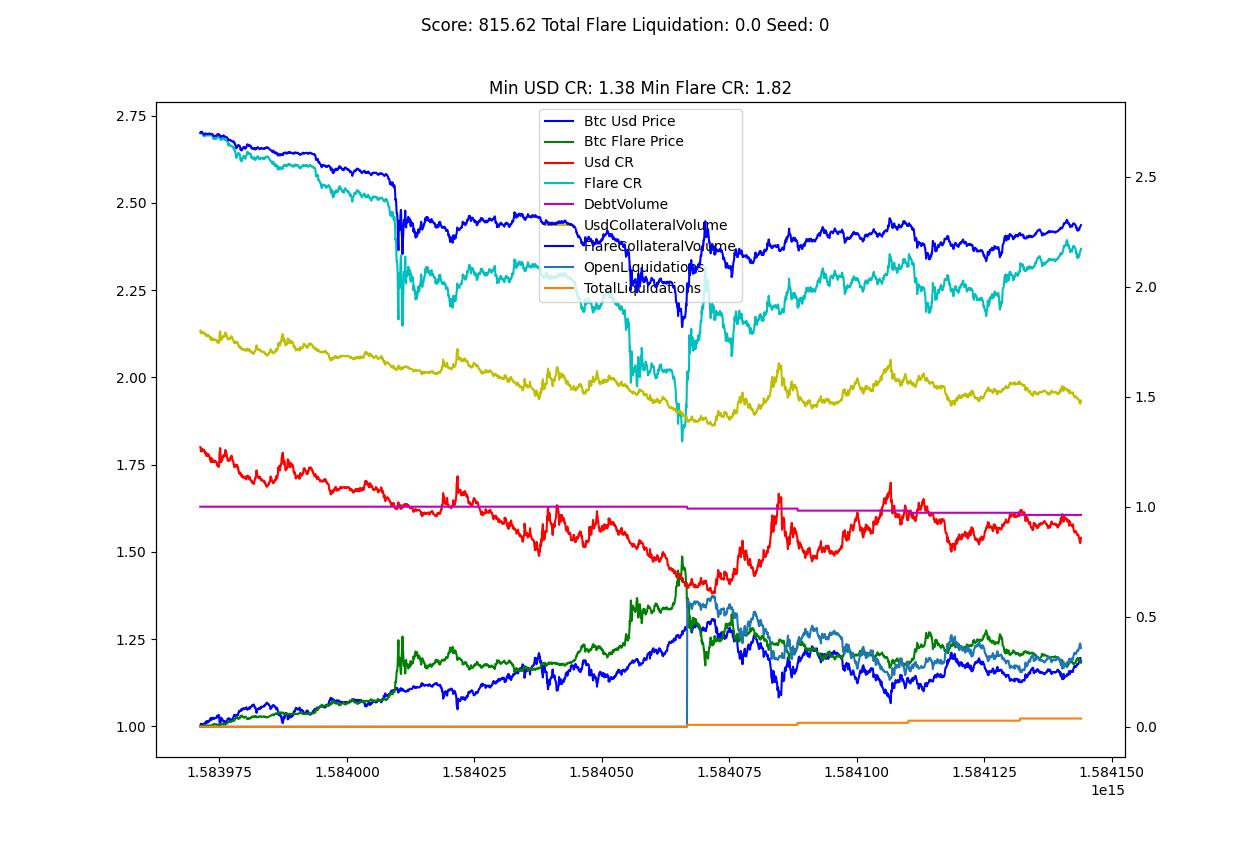 Score: 815.62 Total Flare Liquidation: 0.0 Seed: 0
Min USD CR: 1.38 Min Flare CR: 1.82
Btc Usd Price
Btc Flare Price
Usd CR
Flare CR
DebtVolume
UsdCollateralVolume
FlareCollateralVolume
OpenLiquidations
TotalLiquidations
2.75
2.50
2.25
2.00
1.75
1.50
1.25
1.00
2.5
2.0
1.5
1.0
0.5
0.0
1.583975 1.584000 1.584025 1.584050 1.584075 1.584100 1.584125 1.584150
1e15